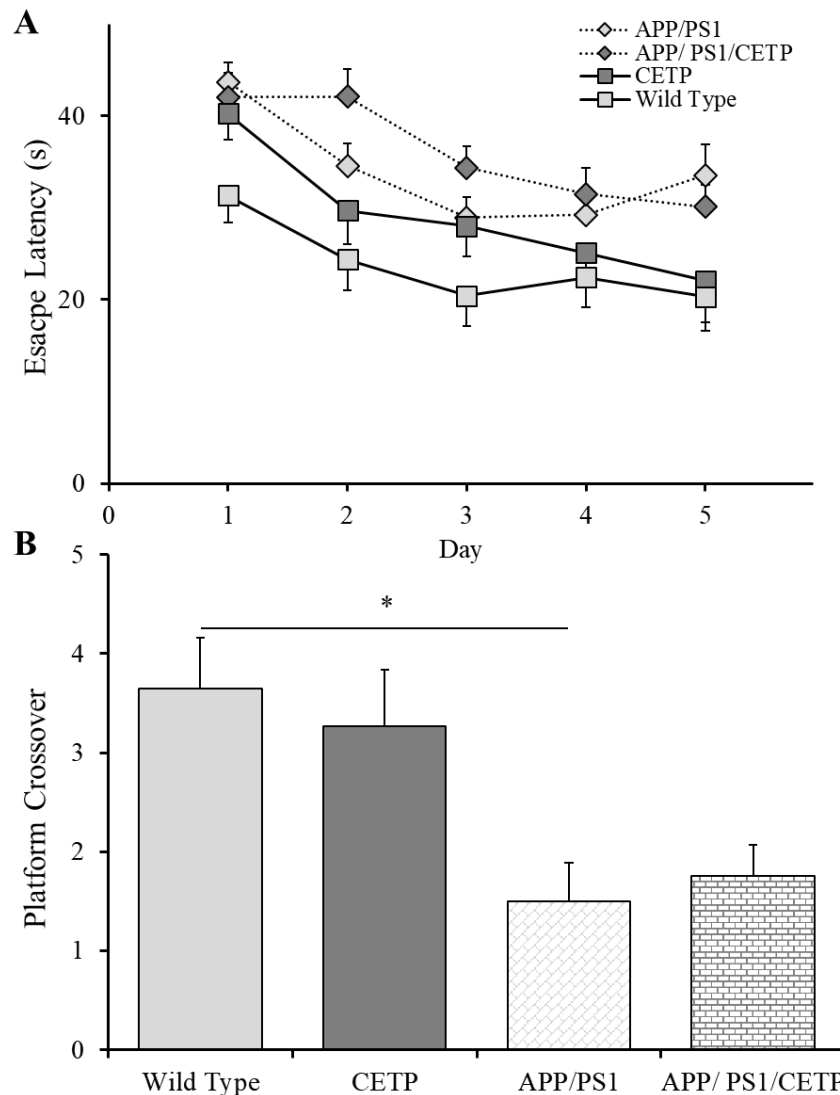 A
APP/PS1
APP/ PS1/CETP
CETP
Wild Type
40
20
0
Esacpe Latency (s)
0 1 2 3 4 5
Day
B
5
4
3
2
1
0
Platform Crossover
*
Wild Type CETP APP/PS1 APP/ PS1/CETP